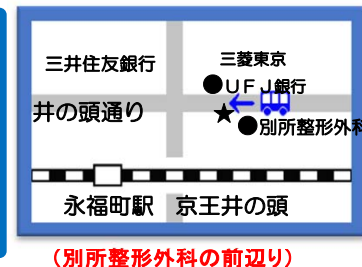 三井住友銀行
三菱東京
●UFJ銀行
井の頭通り
★
●別所整形外科
永福町駅 京王井の頭
(別所整形外科の前辺り)